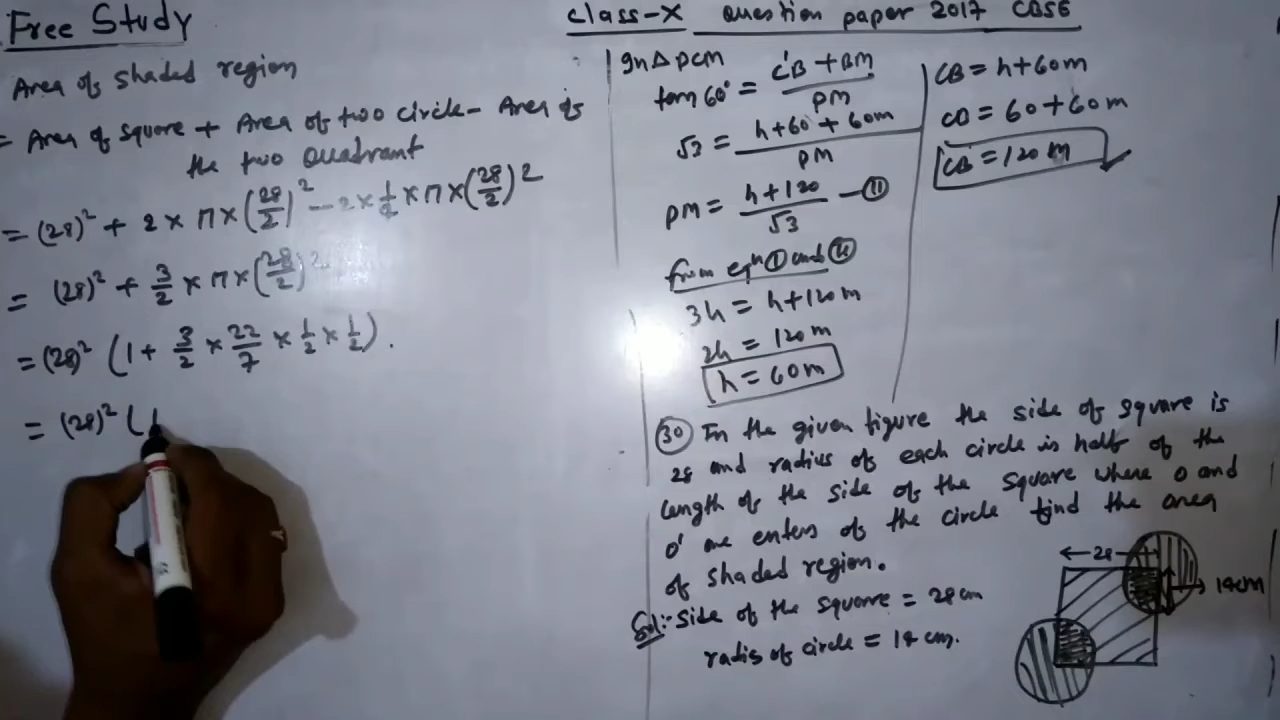 Free Study
Class-X Question paper 2017 CBSE
Area of shaded region
= Area of square + Area of two circle - Area of
the two Quadrant
= (28)² + 2 × π × (28/2)² - 2 × 1/4 × π × (28/2)²
= (28)² + 3/2 × π × (28/2)²
= (28)² (1 + 3/2 × 22/7 × 1/2 × 1/2).
= (28)² (1
In Δ PCM
tan 60° = C'B + BM / PM
√3 = h+60+60m / PM
PM = h+120 / √3 - (II)
from eqn (I) and (II)
3h = h+120m
2h = 120m
h = 60m
CB = h+60m
CB = 60+60m
CB = 120m
(30) In the given figure the side of square is
28 and radius of each circle is half of the
length of the side of the square where O and
O' are enters of the circle find the area
of shaded region.
Sol:- Side of the square = 28cm
radis of circle = 14 cm.
28
14cm